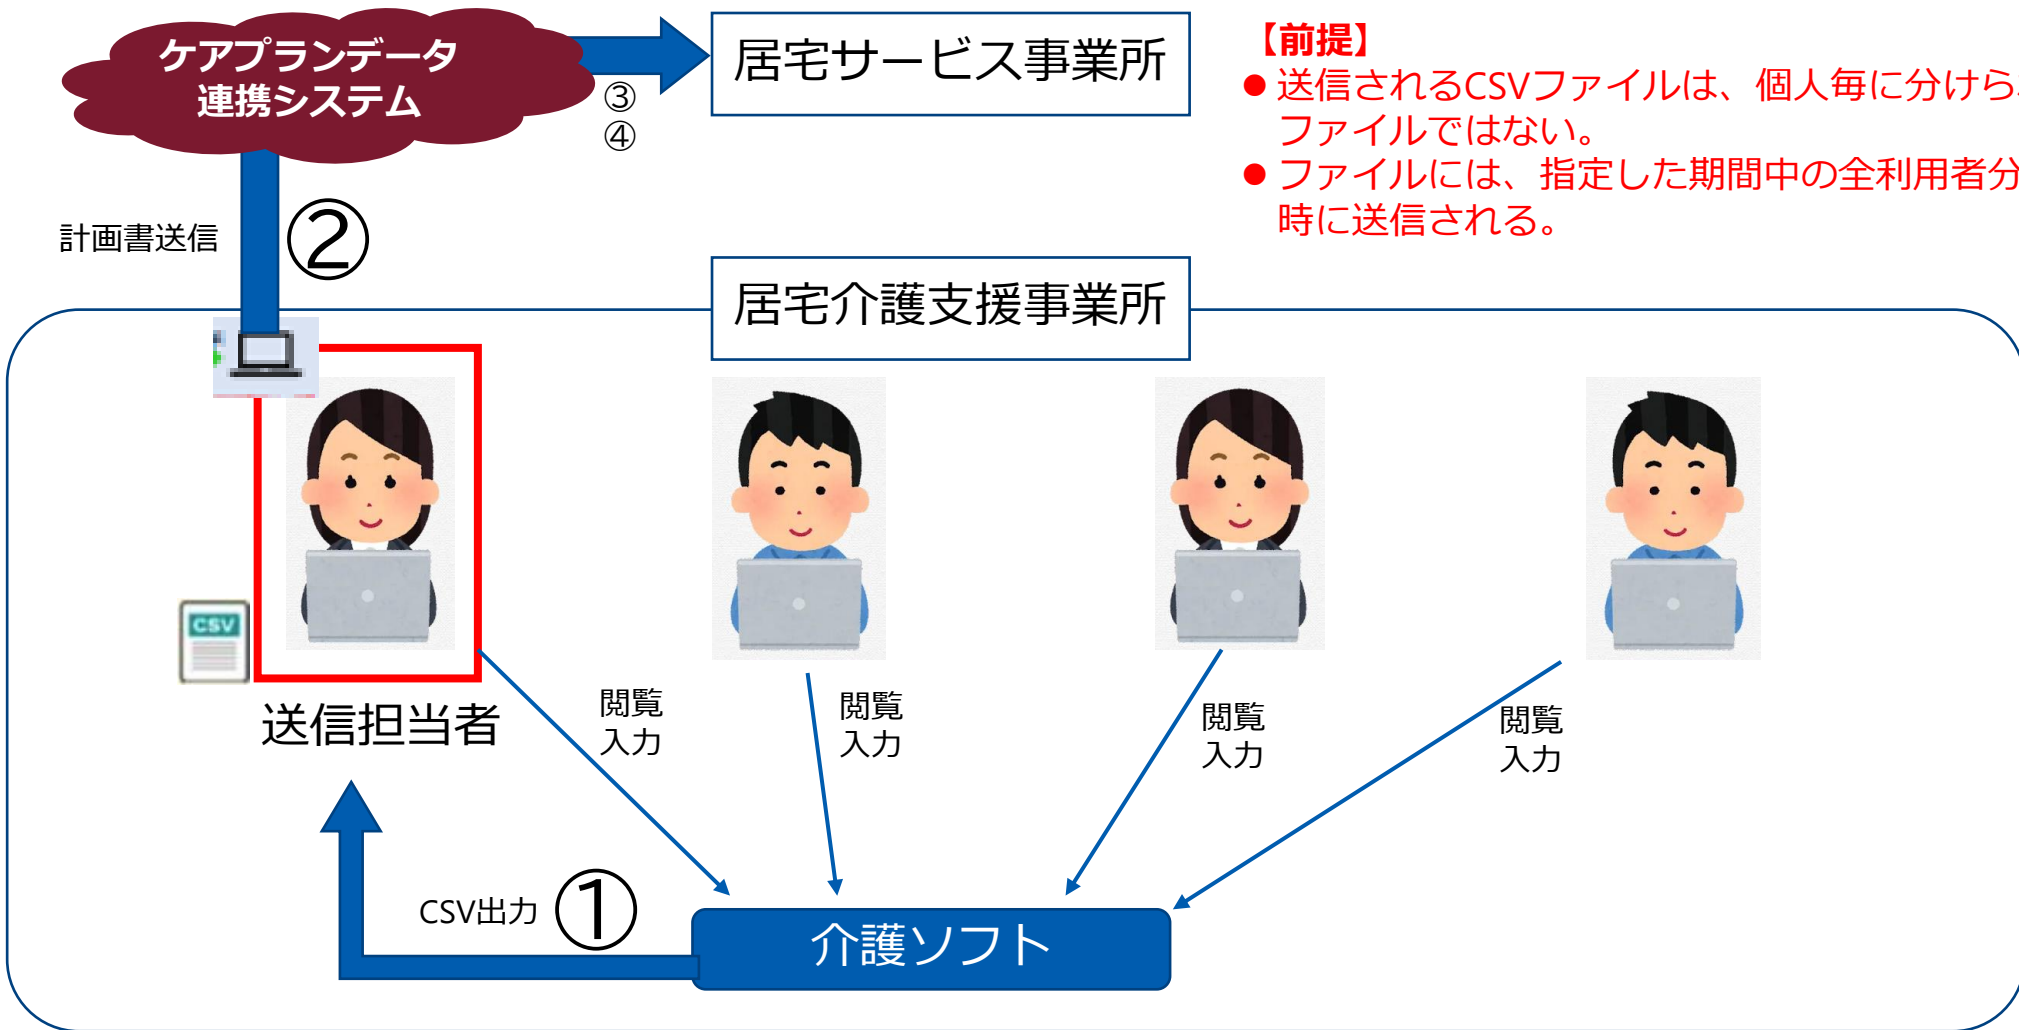 ケアプランデータ
連携システム
③
④
居宅サービス事業所
【前提】
● 送信されるCSVファイルは、個人毎に分けら
ファイルではない。
● ファイルには、指定した期間中の全利用者分
時に送信される。
計画書送信
②
居宅介護支援事業所
CSV
送信担当者
閲覧
入力
閲覧
入力
閲覧
入力
閲覧
入力
CSV出力
①
介護ソフト